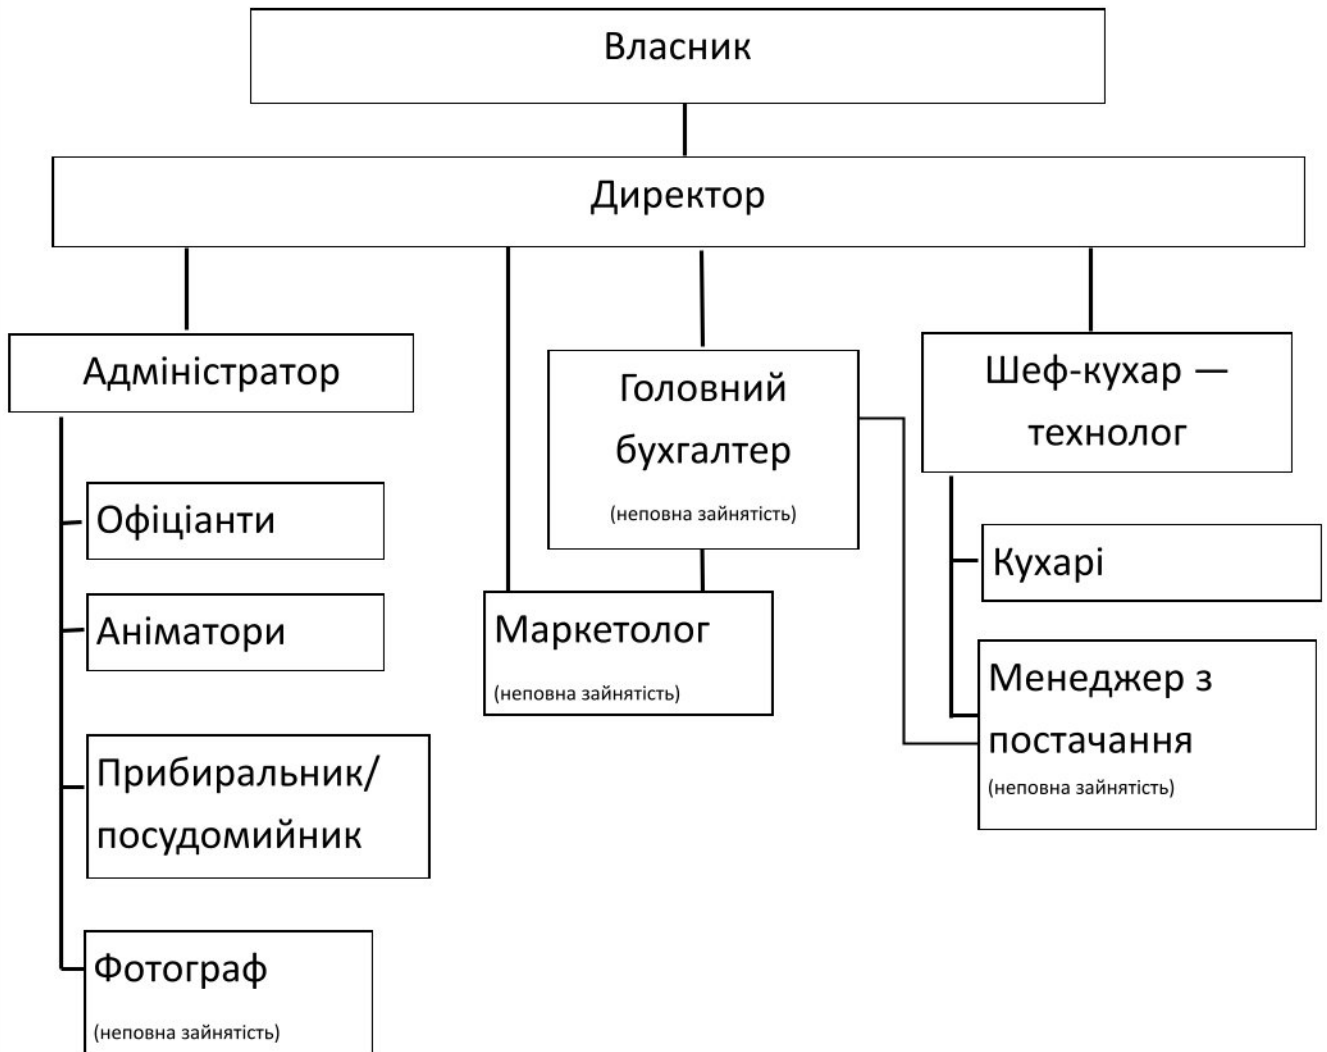 Власник
Директор
Адміністратор
Офіціанти
Аніматори
Прибиральник/
посудомийник
Фотограф
(неповна зайнятість)
Головний
бухгалтер
(неповна зайнятість)
Маркетолог
(неповна зайнятість)
Шеф-кухар —
технолог
Кухарі
Менеджер з
постачання
(неповна зайнятість)